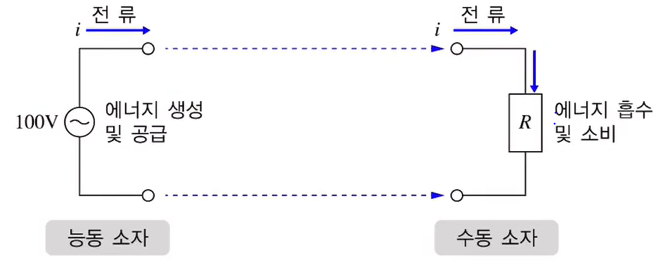 전 류
i
100V
에너지 생성
및 공급
능동 소자
전 류
i
R
에너지 흡수
및 소비
수동 소자